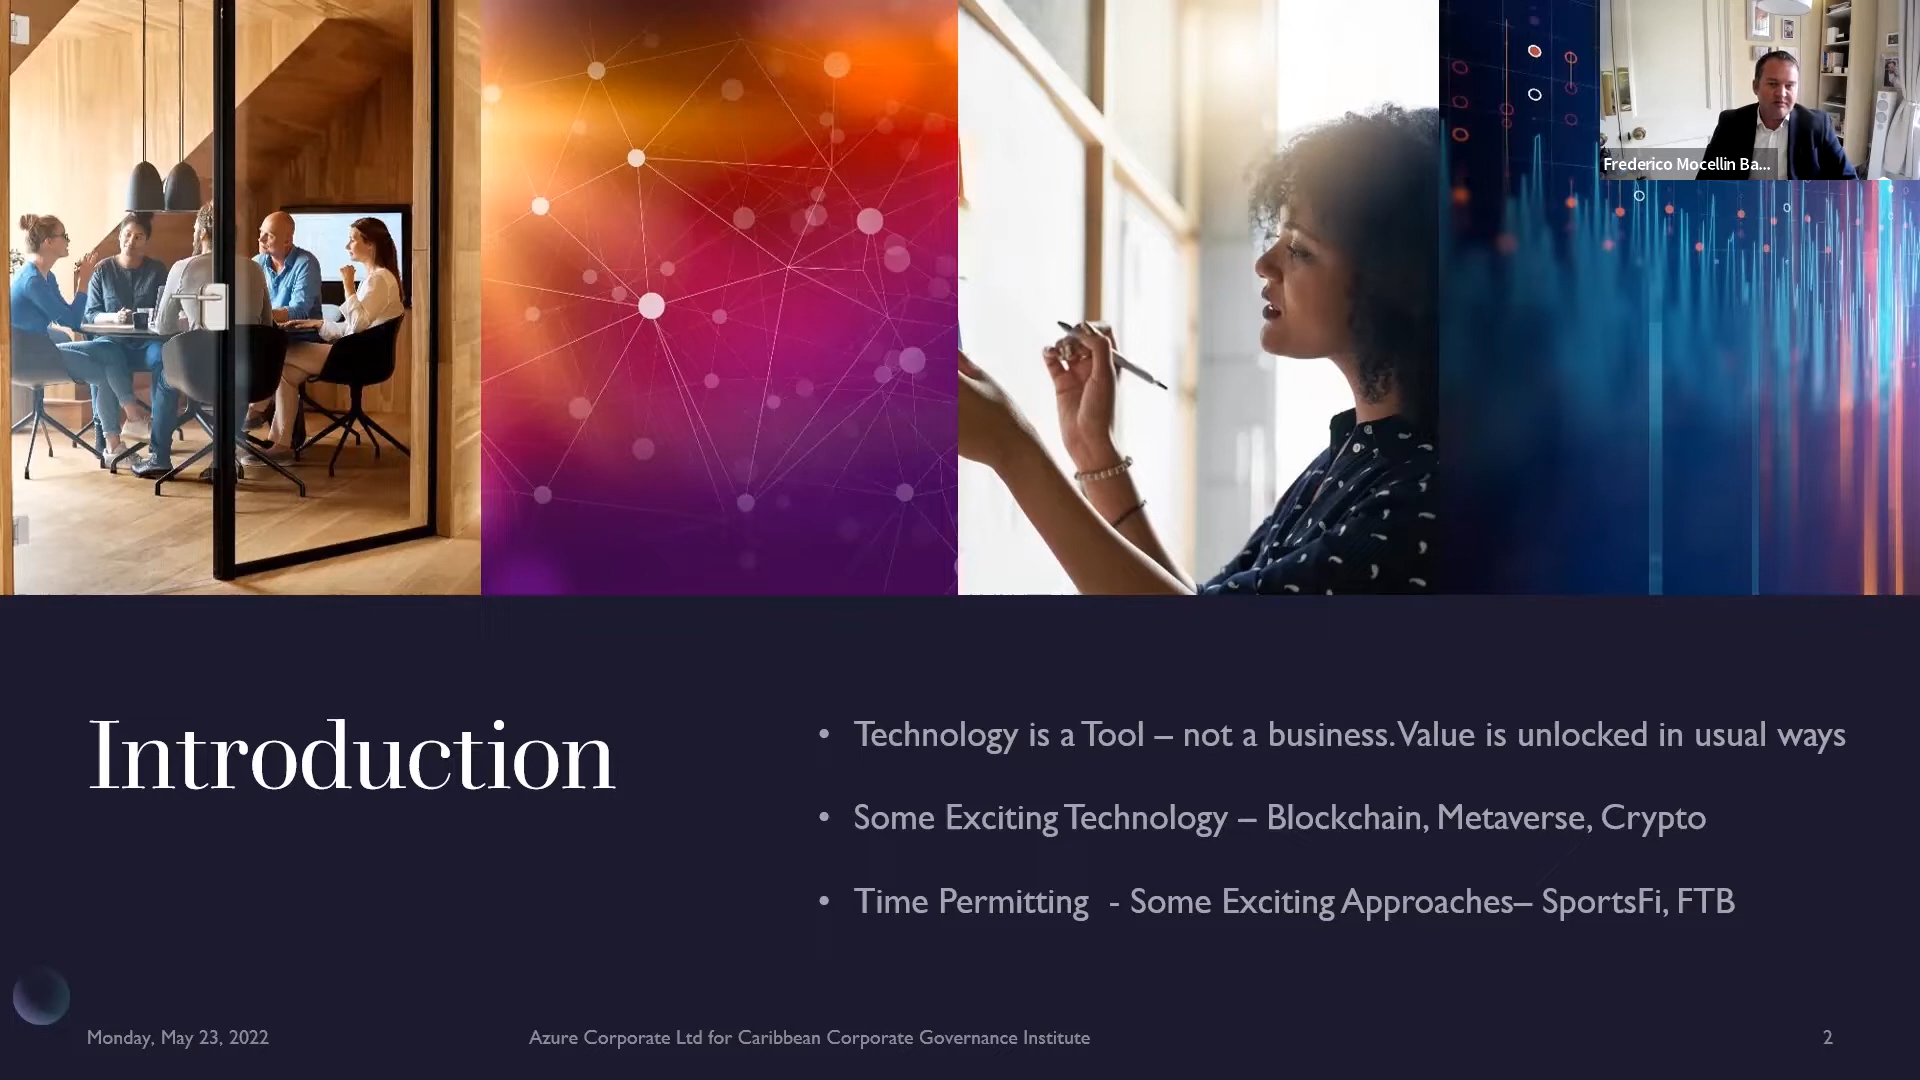 Frederico Mocellin Ba...
Introduction
• Technology is a Tool – not a business. Value is unlocked in usual ways
• Some Exciting Technology – Blockchain, Metaverse, Crypto
• Time Permitting - Some Exciting Approaches– SportsFi, FTB
Monday, May 23, 2022
Azure Corporate Ltd for Caribbean Corporate Governance Institute
2